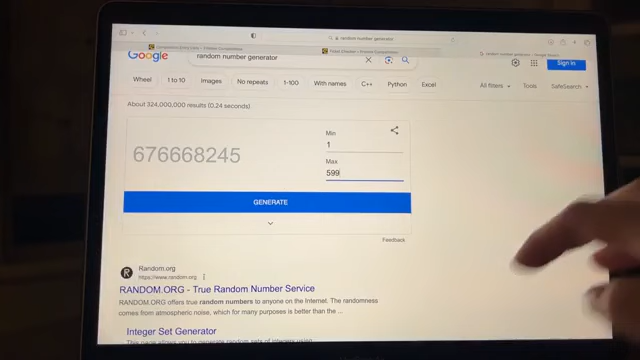 random number generator
Google
random number generator
Sign in
Wheel 1 to 10 Images No repeats 1-100 With names C++ Python Excel All filters Tools SafeSearch
About 324,000,000 results (0.24 seconds)
Min
1
676668245
Max
599
GENERATE
Feedback
Random.org
https://www.random.org
RANDOM.ORG - True Random Number Service
RANDOM.ORG offers true random numbers to anyone on the Internet. The randomness
comes from atmospheric noise, which for many purposes is better than the ...
Integer Set Generator